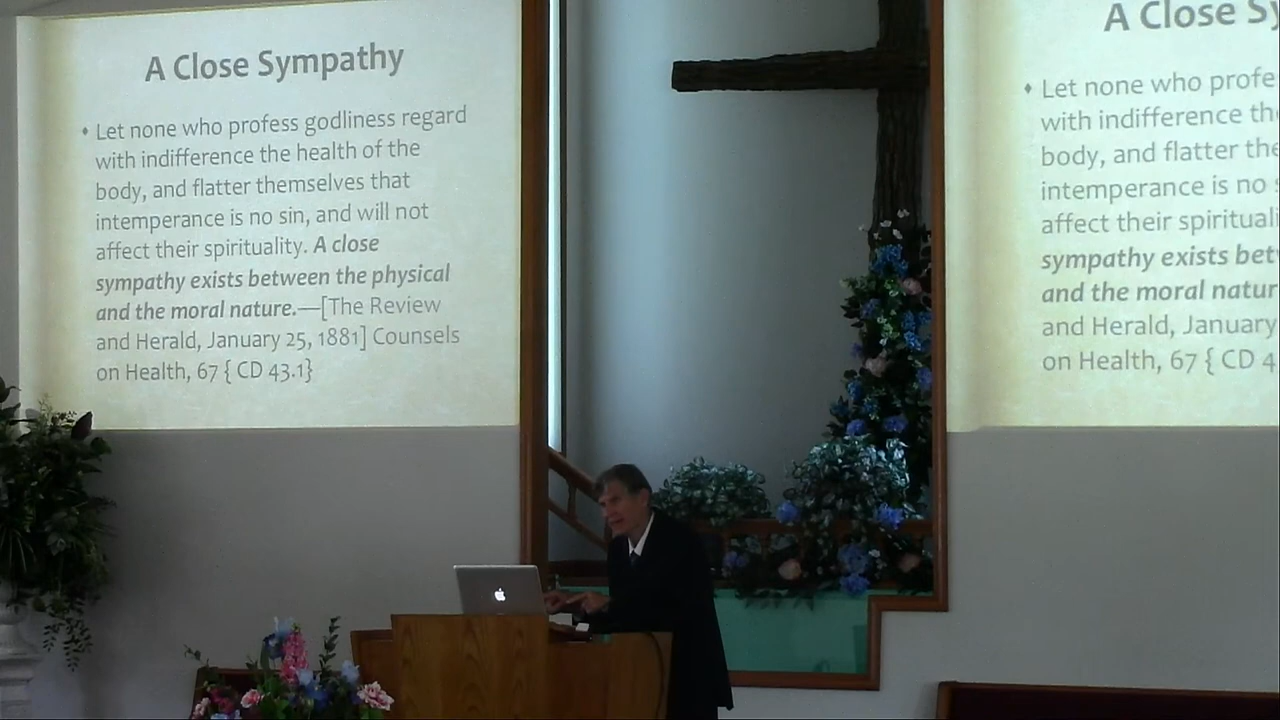 A Close Sympathy
• Let none who profess godliness regard
with indifference the health of the
body, and flatter themselves that
intemperance is no sin, and will not
affect their spirituality. A close
sympathy exists between the physical
and the moral nature.—[The Review
and Herald, January 25, 1881] Counsels
on Health, 67 { CD 43.1}
A Close Sy
• Let none who profe
with indifference th
body, and flatter the
intemperance is no s
affect their spirituali
sympathy exists bet
and the moral natur
and Herald, January
on Health, 67 { CD 4